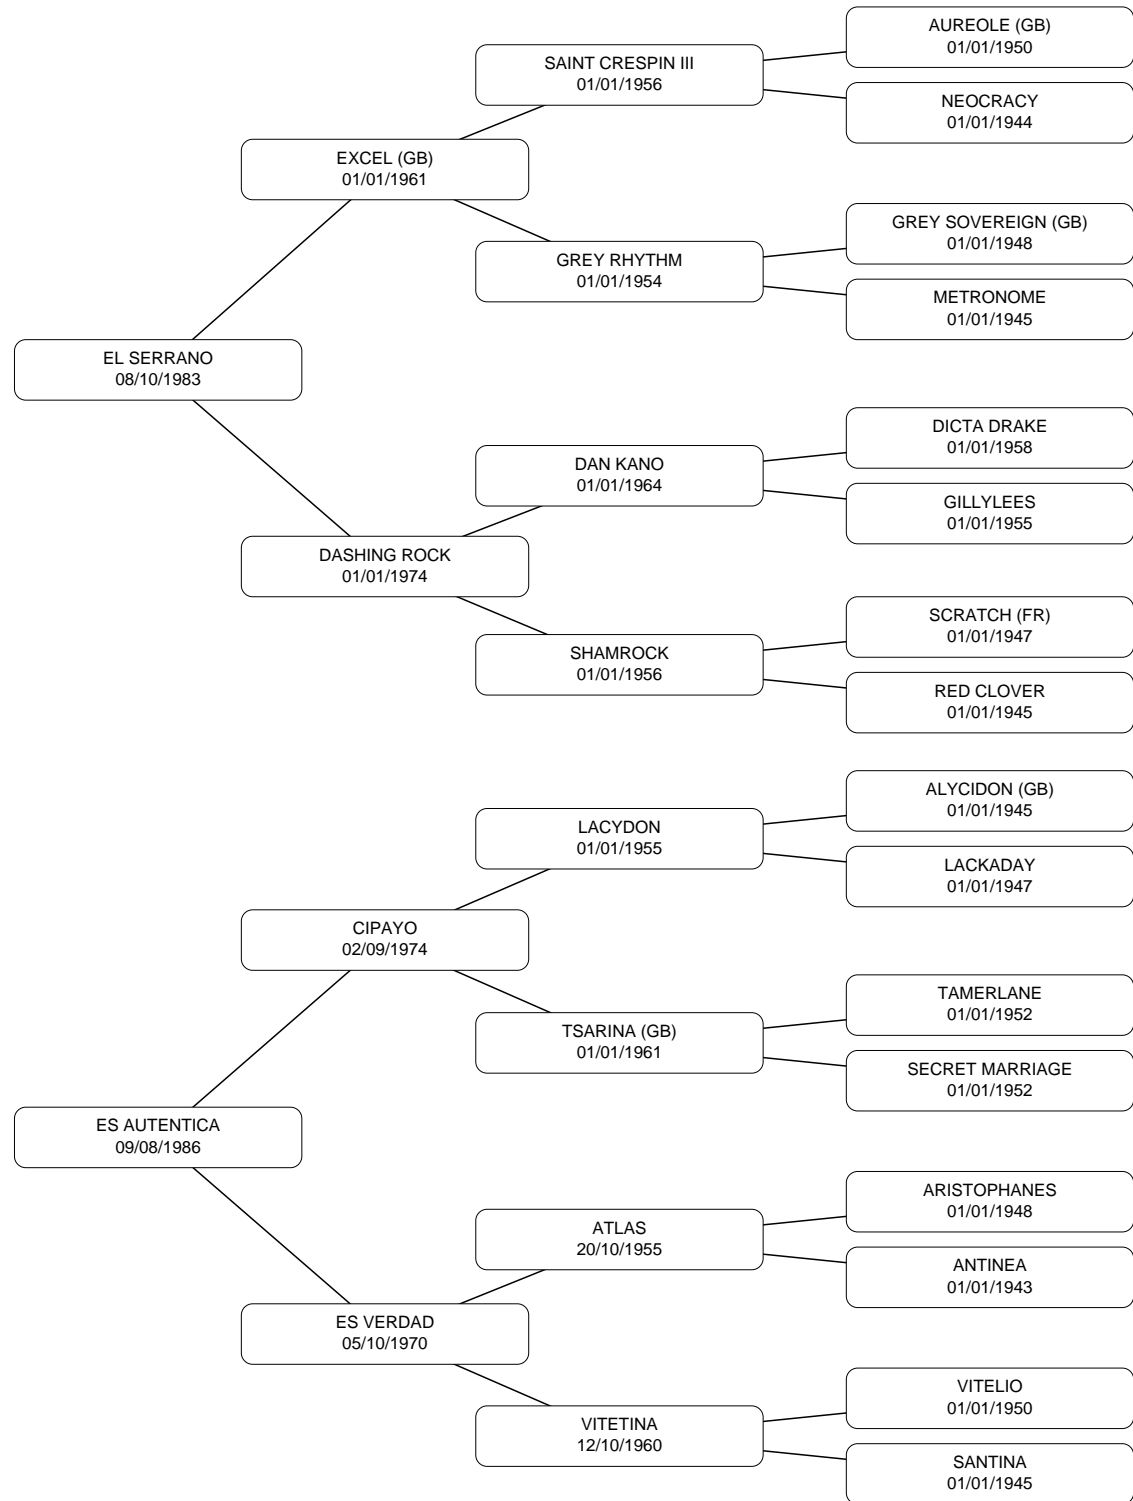 AUREOLE (GB)
01/01/1950
SAINT CRESPIN III
01/01/1956
NEOCRACY
01/01/1944
EXCEL (GB)
01/01/1961
GREY SOVEREIGN (GB)
01/01/1948
GREY RHYTHM
01/01/1954
METRONOME
01/01/1945
EL SERRANO
08/10/1983
DICTA DRAKE
01/01/1958
DAN KANO
01/01/1964
GILLYLEES
01/01/1955
DASHING ROCK
01/01/1974
SCRATCH (FR)
01/01/1947
SHAMROCK
01/01/1956
RED CLOVER
01/01/1945
ALYCIDON (GB)
01/01/1945
LACYDON
01/01/1955
LACKADAY
01/01/1947
CIPAYO
02/09/1974
TAMERLANE
01/01/1952
TSARINA (GB)
01/01/1961
SECRET MARRIAGE
01/01/1952
ES AUTENTICA
09/08/1986
ARISTOPHANES
01/01/1948
ATLAS
20/10/1955
ANTINEA
01/01/1943
ES VERDAD
05/10/1970
VITELIO
01/01/1950
VITETINA
12/10/1960
SANTINA
01/01/1945